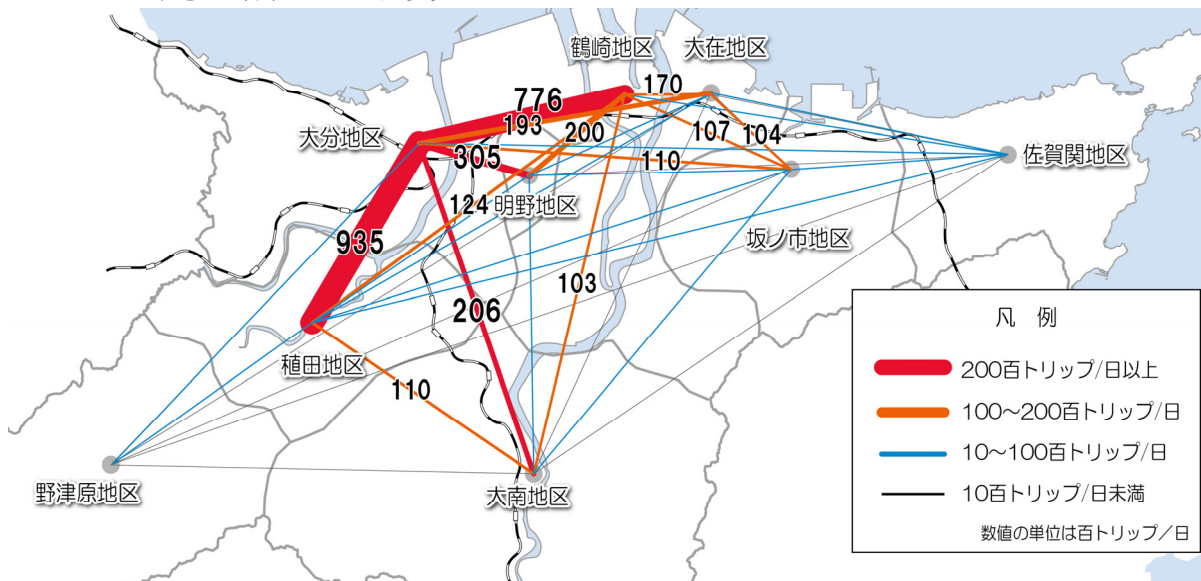 鶴崎地区
大在地区
170
776
193
200
107
104
大分地区
305
110
佐賀関地区
明野地区
124
坂ノ市地区
935
103
206
稙田地区
110
野津原地区
大南地区
凡 例
200百トリップ/日以上
100～200百トリップ/日
10～100百トリップ/日
10百トリップ/日未満
数値の単位は百トリップ／日